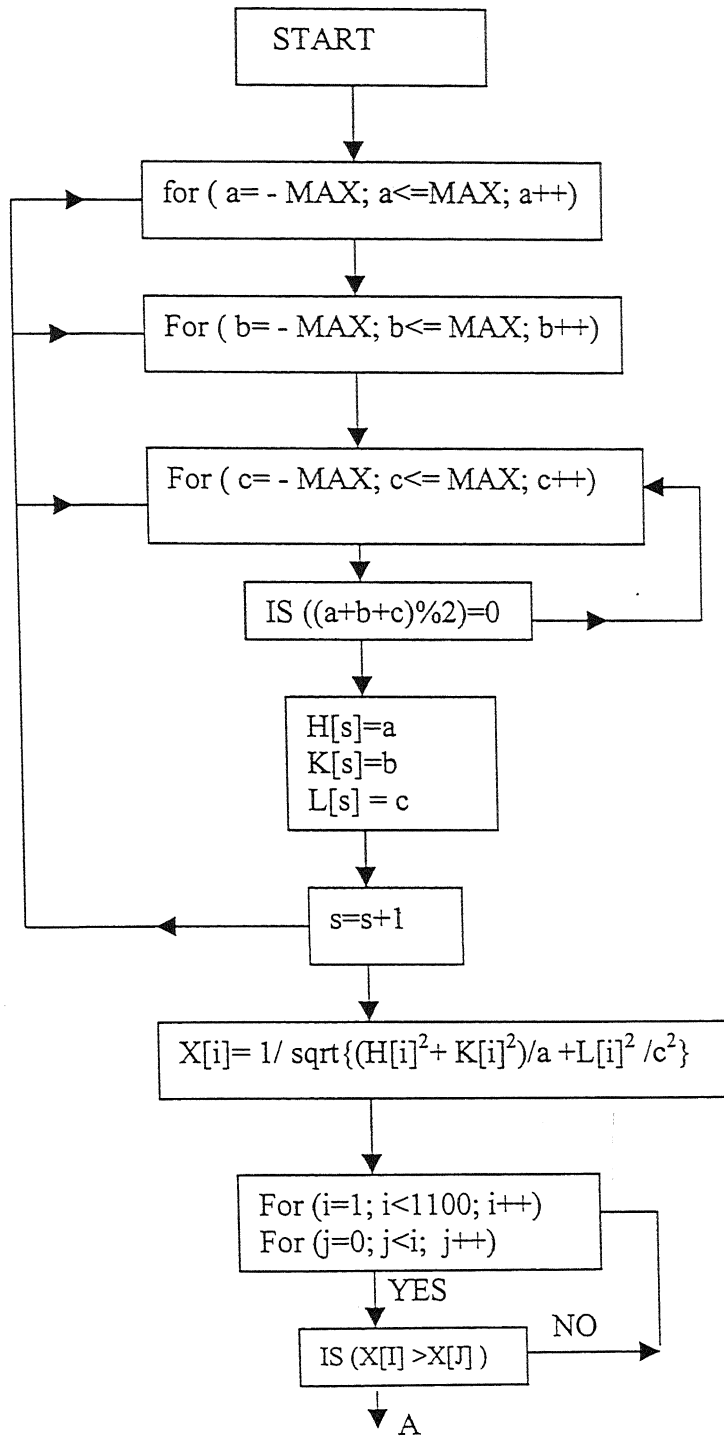 START
for ( a= - MAX; a<=MAX; a++)
For ( b= - MAX; b<= MAX; b++)
For ( c= - MAX; c<= MAX; c++)
IS ((a+b+c)%2)=0
H[s]=a
K[s]=b
L[s] = c
s=s+1
X[i]= 1/ sqrt{(H[i]²+ K[i]²)/a +L[i]² /c²}
For (i=1; i<1100; i++)
For (j=0; j<i; j++)
YES
IS (X[I] >X[J] )
NO
A